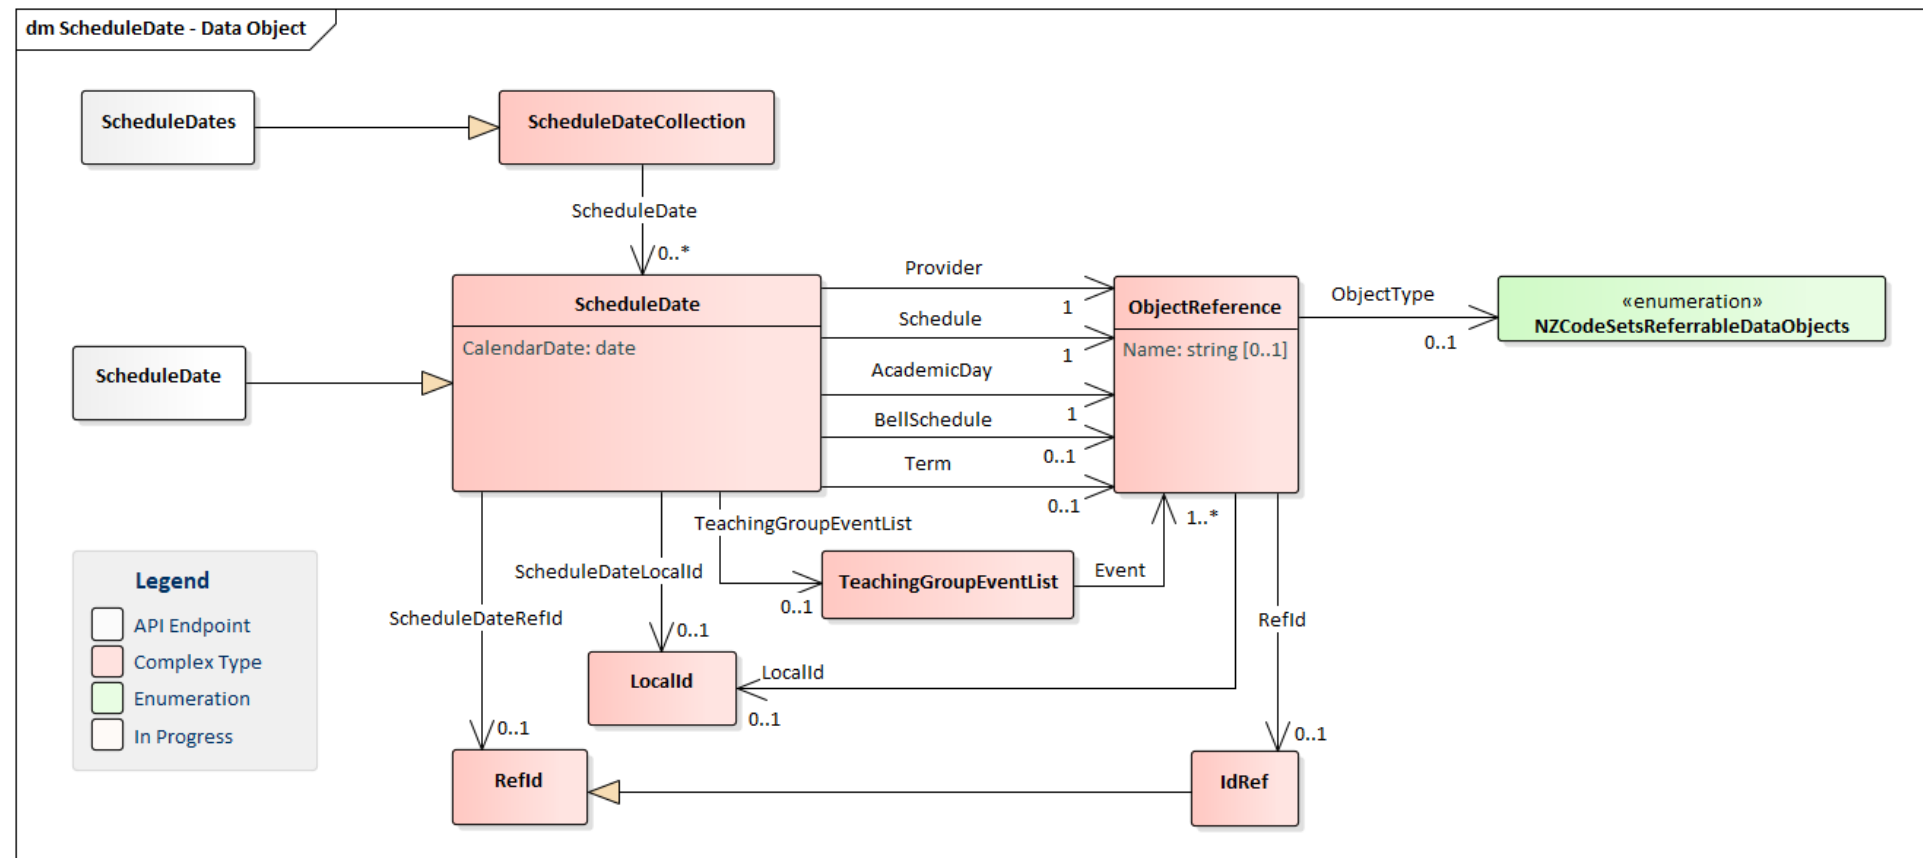 dm ScheduleDate - Data Object
ScheduleDates
ScheduleDateCollection
ScheduleDate
0..*
ScheduleDate
CalendarDate: date
ScheduleDate
Provider
1
Schedule
1
AcademicDay
1
BellSchedule
0..1
Term
0..1
ObjectReference
Name: string [0..1]
ObjectType
0..1
«enumeration»
NZCodeSetsReferrableDataObjects
TeachingGroupEventList
0..1
TeachingGroupEventList
Event
1..*
ScheduleDateLocalId
0..1
ScheduleDateRefId
0..1
LocalId
LocalId
0..1
RefId
0..1
RefId
IdRef
Legend
API Endpoint
Complex Type
Enumeration
In Progress